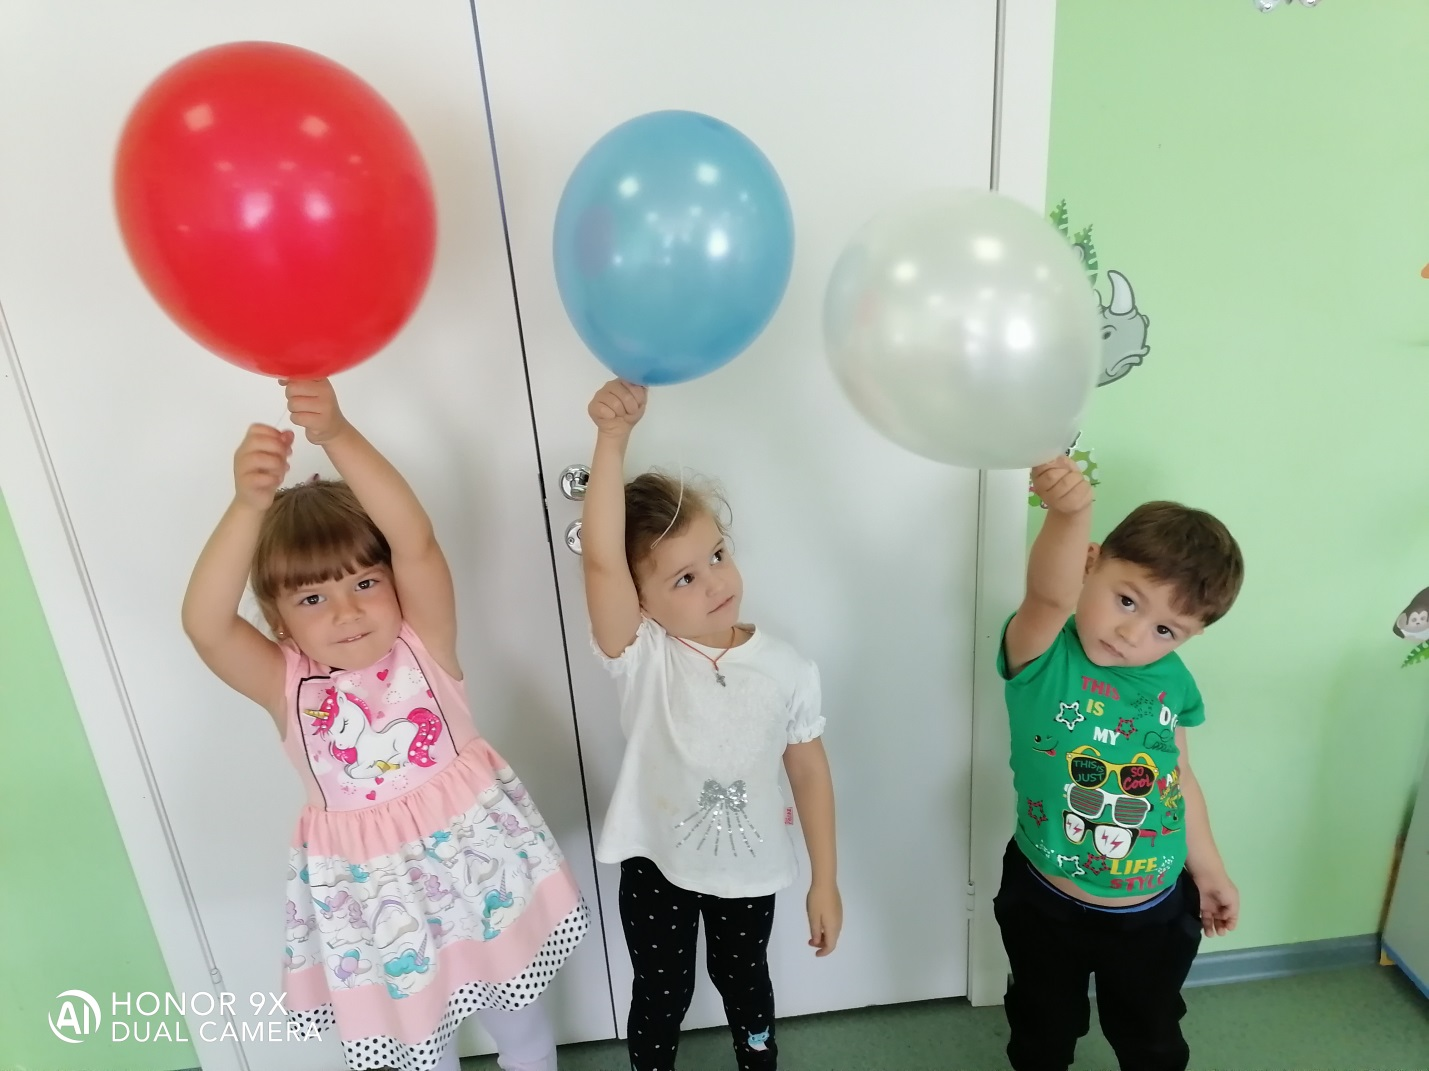 THIS
IS
MY
THIS IS
JUST
SO
COOL
LIFE
STYLE
HONOR 9X
DUAL CAMERA